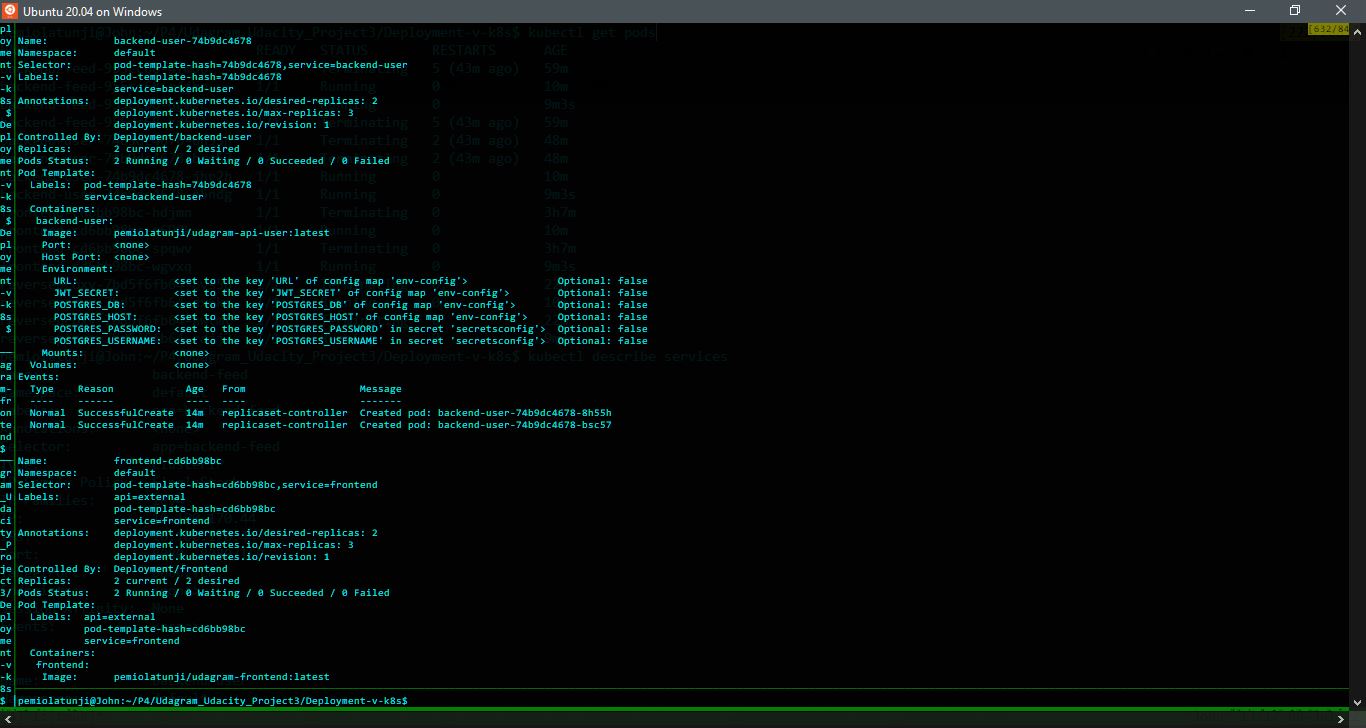 Ubuntu 20.04 on Windows
[632/84
Name: backend-user-74b9dc4678
Namespace: default
Selector: pod-template-hash=74b9dc4678,service=backend-user
Labels: pod-template-hash=74b9dc4678
service=backend-user
Annotations: deployment.kubernetes.io/desired-replicas: 2
deployment.kubernetes.io/max-replicas: 3
deployment.kubernetes.io/revision: 1
Controlled By: Deployment/backend-user
Replicas: 2 current / 2 desired
Pods Status: 2 Running / 0 Waiting / 0 Succeeded / 0 Failed
Pod Template:
Labels: pod-template-hash=74b9dc4678
service=backend-user
Containers:
backend-user:
Image: pemiolatunji/udagram-api-user:latest
Port: <none>
Host Port: <none>
Environment:
URL: <set to the key 'URL' of config map 'env-config'> Optional: false
JWT_SECRET: <set to the key 'JWT_SECRET' of config map 'env-config'> Optional: false
POSTGRES_DB: <set to the key 'POSTGRES_DB' of config map 'env-config'> Optional: false
POSTGRES_HOST: <set to the key 'POSTGRES_HOST' of config map 'env-config'> Optional: false
POSTGRES_PASSWORD: <set to the key 'POSTGRES_PASSWORD' in secret 'secretsconfig'> Optional: false
POSTGRES_USERNAME: <set to the key 'POSTGRES_USERNAME' in secret 'secretsconfig'> Optional: false
Mounts: <none>
Volumes: <none>
Events:
Type Reason Age From Message
---- ------ ---- ---- -------
Normal SuccessfulCreate 14m replicaset-controller Created pod: backend-user-74b9dc4678-8h55h
Normal SuccessfulCreate 14m replicaset-controller Created pod: backend-user-74b9dc4678-bsc57
Name: frontend-cd6bb98bc
Namespace: default
Selector: pod-template-hash=cd6bb98bc,service=frontend
Labels: api=external
pod-template-hash=cd6bb98bc
service=frontend
Annotations: deployment.kubernetes.io/desired-replicas: 2
deployment.kubernetes.io/max-replicas: 3
deployment.kubernetes.io/revision: 1
Controlled By: Deployment/frontend
Replicas: 2 current / 2 desired
Pods Status: 2 Running / 0 Waiting / 0 Succeeded / 0 Failed
Pod Template:
Labels: api=external
pod-template-hash=cd6bb98bc
service=frontend
Containers:
frontend:
Image: pemiolatunji/udagram-frontend:latest
$ pemiolatunji@John:~/P4/Udagram_Udacity_Project3/Deployment-v-k8s$